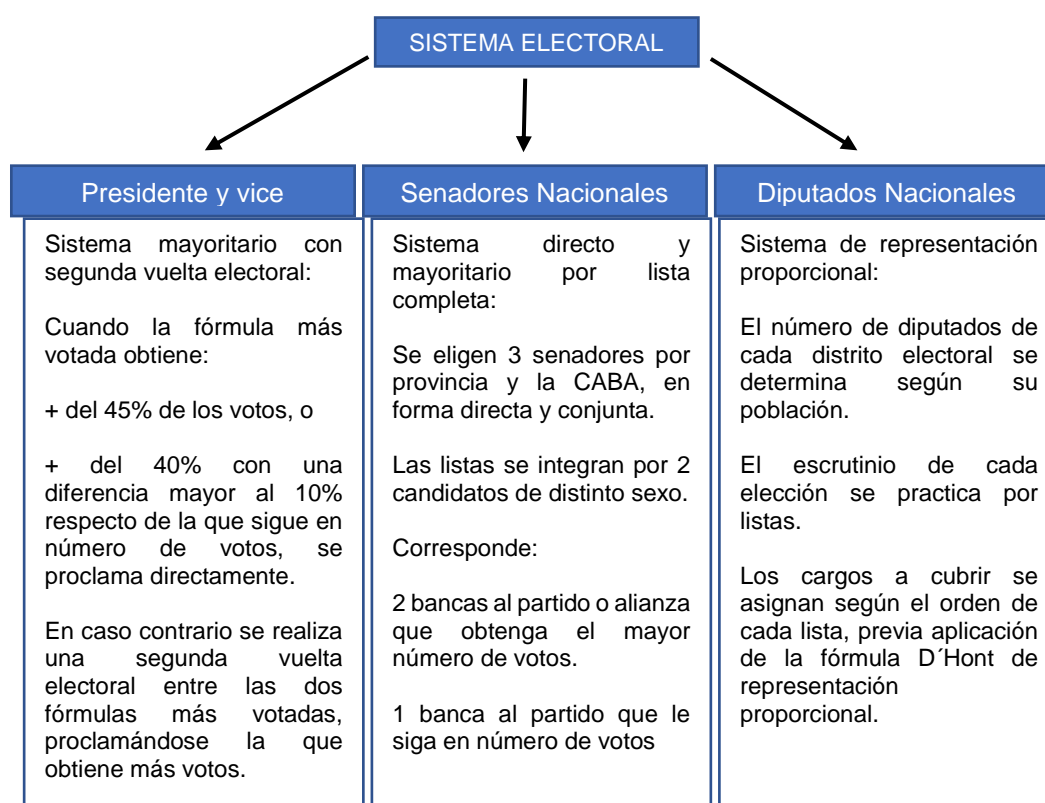 SISTEMA ELECTORAL
Presidente y vice
Sistema mayoritario con
segunda vuelta electoral:
Cuando la fórmula más
votada obtiene:
+ del 45% de los votos, o
+ del 40% con una
diferencia mayor al 10%
respecto de la que sigue en
número de votos, se
proclama directamente.
En caso contrario se realiza
una segunda vuelta
electoral entre las dos
fórmulas más votadas,
proclamándose la que
obtiene más votos.
Senadores Nacionales
Sistema directo y
mayoritario por lista
completa:
Se eligen 3 senadores por
provincia y la CABA, en
forma directa y conjunta.
Las listas se integran por 2
candidatos de distinto sexo.
Corresponde:
2 bancas al partido o alianza
que obtenga el mayor
número de votos.
1 banca al partido que le
siga en número de votos
Diputados Nacionales
Sistema de representación
proporcional:
El número de diputados de
cada distrito electoral se
determina según su
población.
El escrutinio de cada
elección se practica por
listas.
Los cargos a cubrir se
asignan según el orden de
cada lista, previa aplicación
de la fórmula D´Hont de
representación
proporcional.